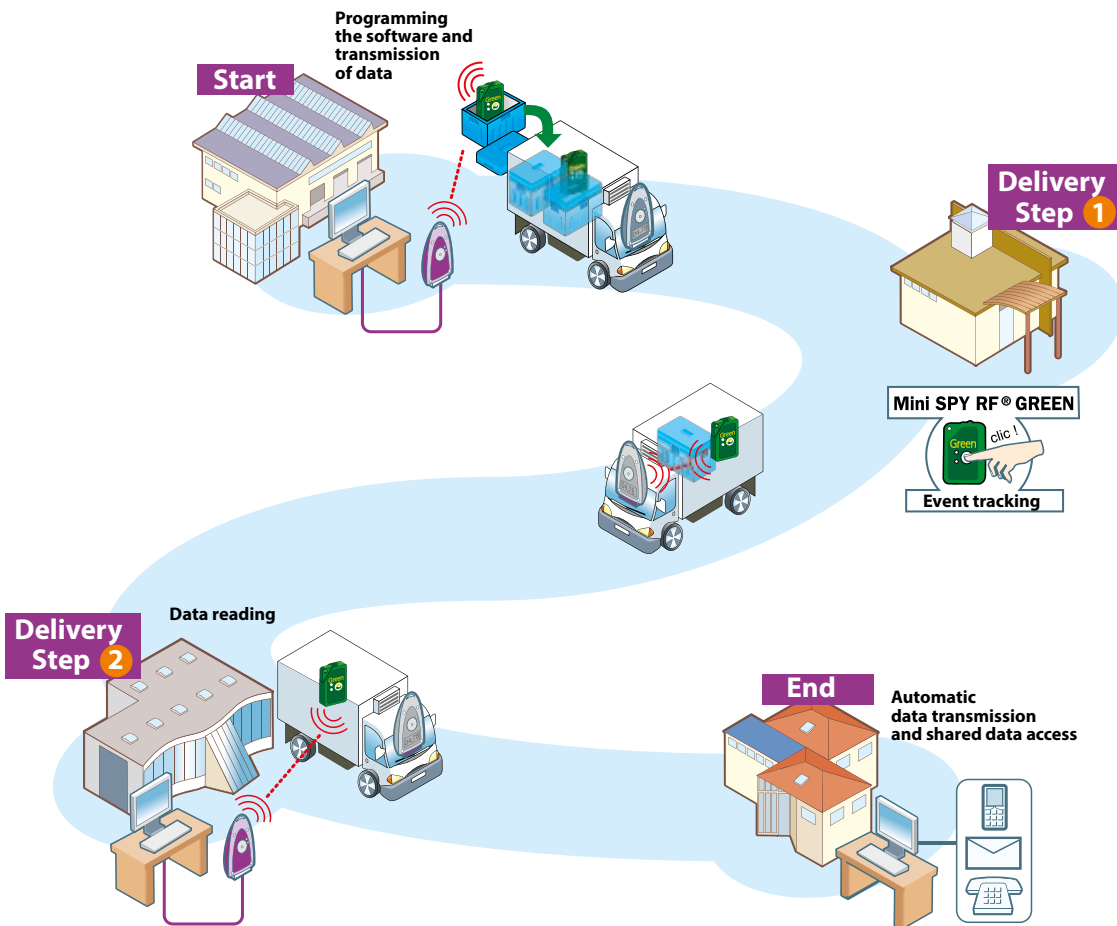 Programming
the software and
transmission
of data
Start
Green
Green
Delivery
Step 1
Mini SPY RF® GREEN
Green
clic !
Event tracking
Green
Data reading
Delivery
Step 2
Green
End
Automatic
data transmission
and shared data access